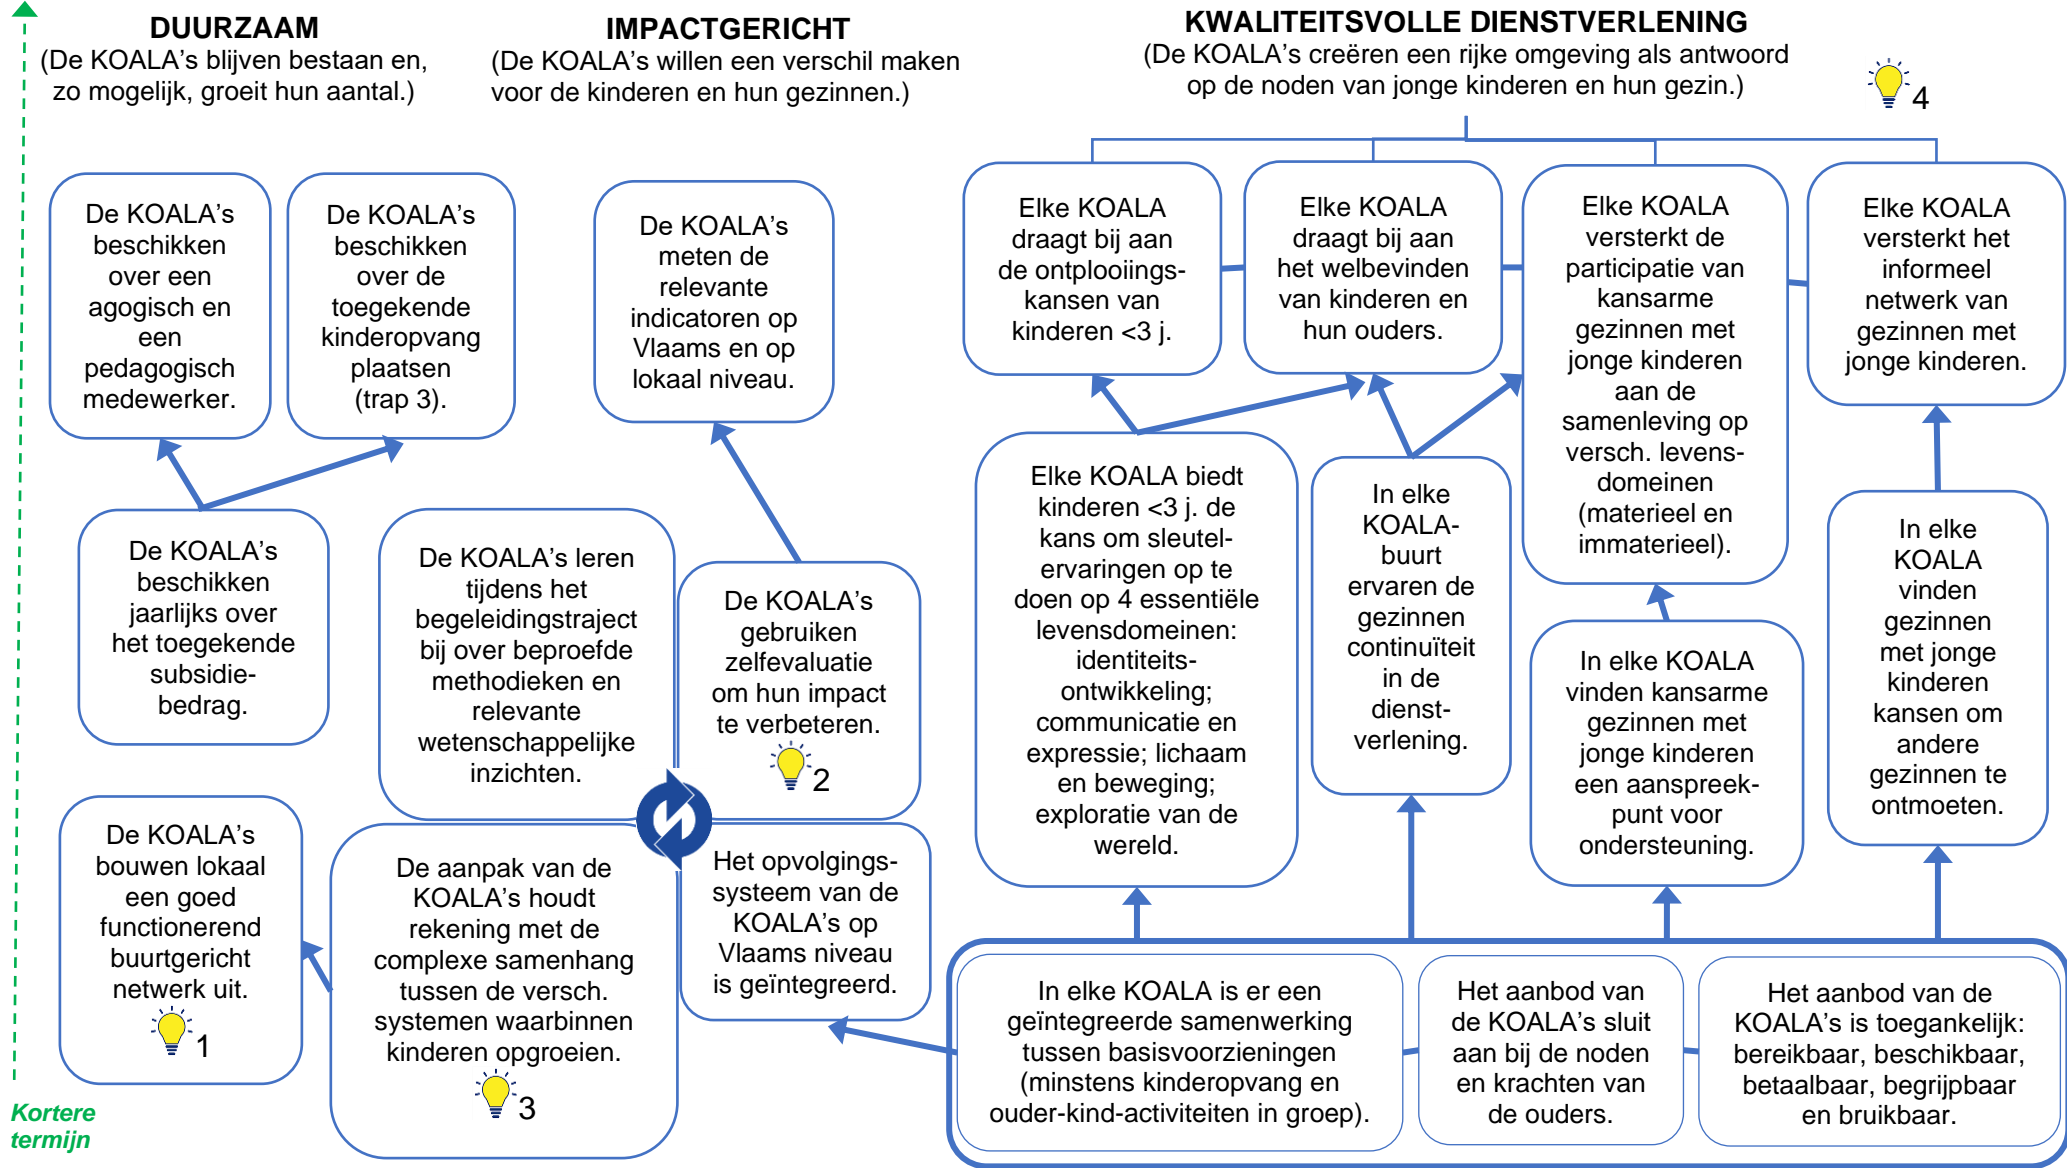 DUURZAAM
(De KOALA's blijven bestaan en,
zo mogelijk, groeit hun aantal.)
IMPACTGERICHT
(De KOALA's willen een verschil maken
voor de kinderen en hun gezinnen.)
KWALITEITSVOLLE DIENSTVERLENING
(De KOALA's creëren een rijke omgeving als antwoord
op de noden van jonge kinderen en hun gezin.)
4
De KOALA's
beschikken
over een
agogisch en
een
pedagogisch
medewerker.
De KOALA's
beschikken
over de
toegekende
kinderopvang
plaatsen
(trap 3).
De KOALA's
meten de
relevante
indicatoren op
Vlaams en op
lokaal niveau.
Elke KOALA
draagt bij aan
de ontplooiings-
kansen van
kinderen <3 j.
Elke KOALA
draagt bij aan
het welbevinden
van kinderen en
hun ouders.
Elke KOALA
versterkt de
participatie van
kansarme
gezinnen met
jonge kinderen
aan de
samenleving op
versch. levens-
domeinen
(materieel en
immaterieel).
Elke KOALA
versterkt het
informeel
netwerk van
gezinnen met
jonge kinderen.
De KOALA's
beschikken
jaarlijks over
het toegekende
subsidie-
bedrag.
De KOALA's leren
tijdens het
begeleidingstraject
bij over beproefde
methodieken en
relevante
wetenschappelijke
inzichten.
De KOALA's
gebruiken
zelfevaluatie
om hun impact
te verbeteren.
2
Elke KOALA biedt
kinderen <3 j. de
kans om sleutel-
ervaringen op te
doen op 4 essentiële
levensdomeinen:
identiteits-
ontwikkeling;
communicatie en
expressie; lichaam
en beweging;
exploratie van de
wereld.
In elke
KOALA-
buurt
ervaren de
gezinnen
continuïteit
in de
dienst-
verlening.
In elke KOALA
vinden kansarme
gezinnen met
jonge kinderen
een aanspreek-
punt voor
ondersteuning.
In elke
KOALA
vinden
gezinnen
met jonge
kinderen
kansen om
andere
gezinnen te
ontmoeten.
De KOALA's
bouwen lokaal
een goed
functionerend
buurtgericht
netwerk uit.
1
De aanpak van de
KOALA's houdt
rekening met de
complexe samenhang
tussen de versch.
systemen waarbinnen
kinderen opgroeien.
3
Het opvolgings-
systeem van de
KOALA's op
Vlaams niveau
is geïntegreerd.
In elke KOALA is er een
geïntegreerde samenwerking
tussen basisvoorzieningen
(minstens kinderopvang en
ouder-kind-activiteiten in groep).
Het aanbod van
de KOALA's sluit
aan bij de noden
en krachten van
de ouders.
Het aanbod van de
KOALA's is toegankelijk:
bereikbaar, beschikbaar,
betaalbaar, begrijpbaar
en bruikbaar.
Kortere
termijn